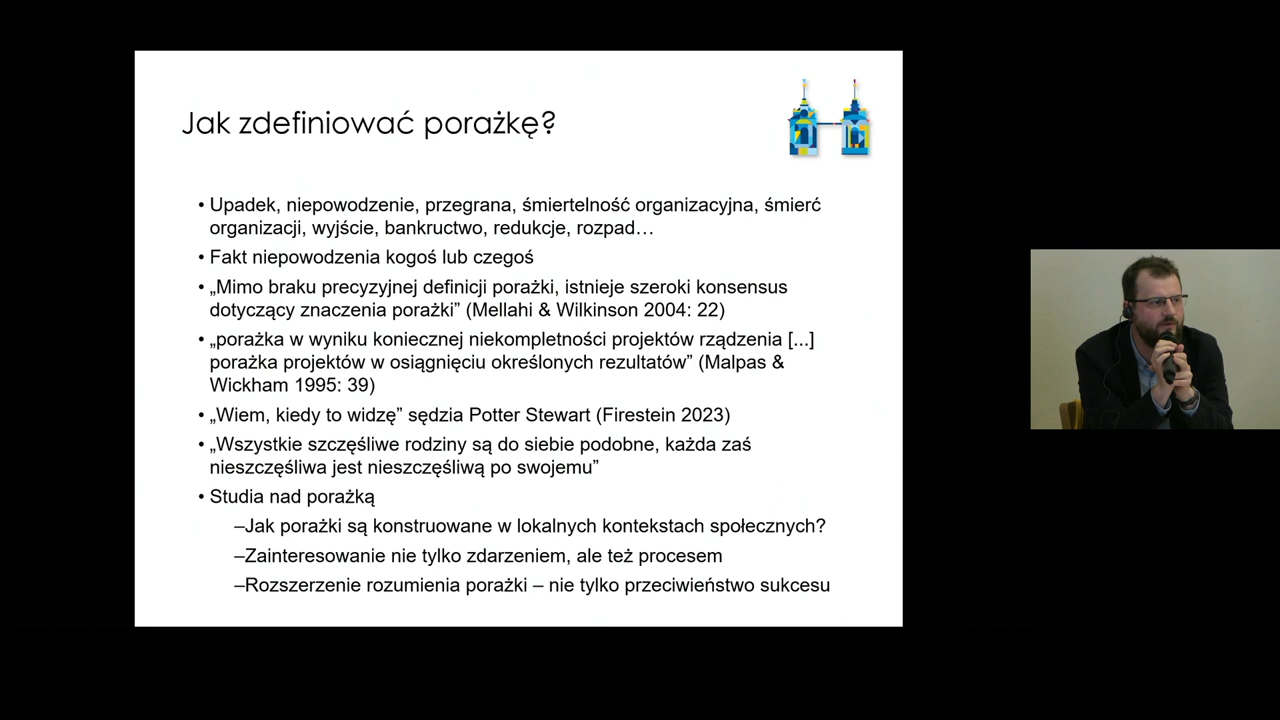 Jak zdefiniować porażkę?
• Upadek, niepowodzenie, przegrana, śmiertelność organizacyjna, śmierć
organizacji, wyjście, bankructwo, redukcje, rozpad…
• Fakt niepowodzenia kogoś lub czegoś
• „Mimo braku precyzyjnej definicji porażki, istnieje szeroki konsensus
dotyczący znaczenia porażki” (Mellahi & Wilkinson 2004: 22)
• „porażka w wyniku koniecznej niekompletności projektów rządzenia [...]
porażka projektów w osiągnięciu określonych rezultatów” (Malpas &
Wickham 1995: 39)
• „Wiem, kiedy to widzę” sędzia Potter Stewart (Firestein 2023)
• „Wszystkie szczęśliwe rodziny są do siebie podobne, każda zaś
nieszczęśliwa jest nieszczęśliwą po swojemu”
• Studia nad porażką
–Jak porażki są konstruowane w lokalnych kontekstach społecznych?
–Zainteresowanie nie tylko zdarzeniem, ale też procesem
–Rozszerzenie rozumienia porażki – nie tylko przeciwieństwo sukcesu